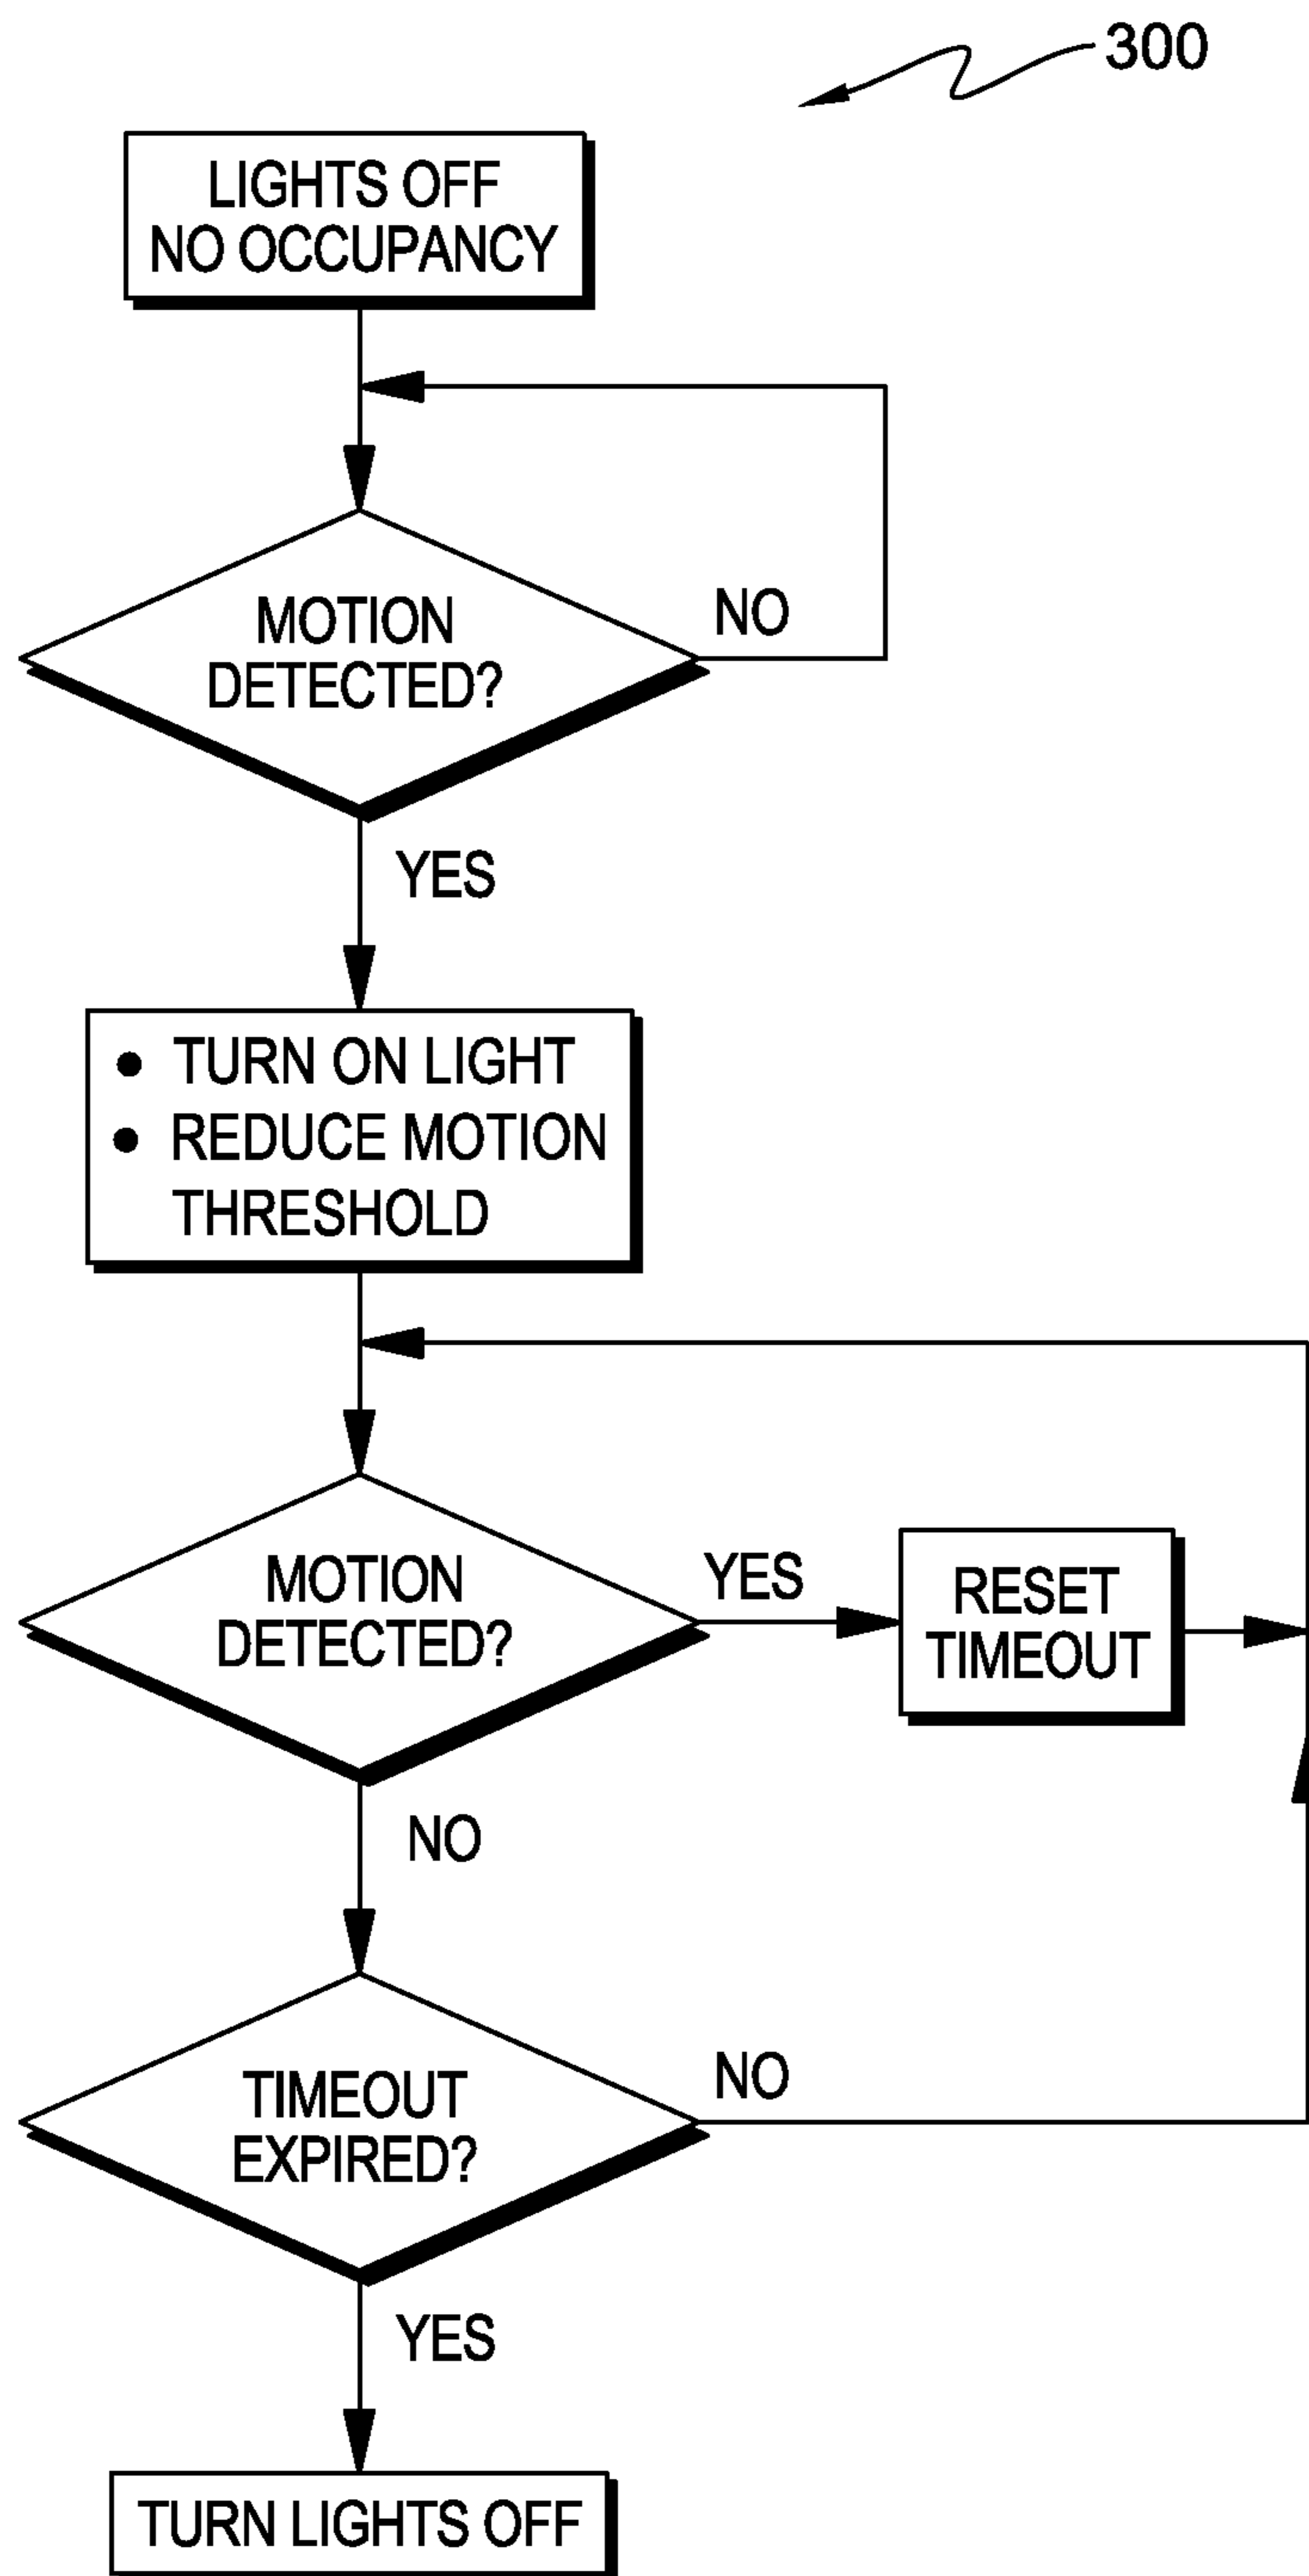 300
LIGHTS OFF
NO OCCUPANCY
MOTION
DETECTED?
NO
YES
• TURN ON LIGHT
• REDUCE MOTION
THRESHOLD
MOTION
DETECTED?
YES
RESET
TIMEOUT
NO
TIMEOUT
EXPIRED?
NO
YES
TURN LIGHTS OFF